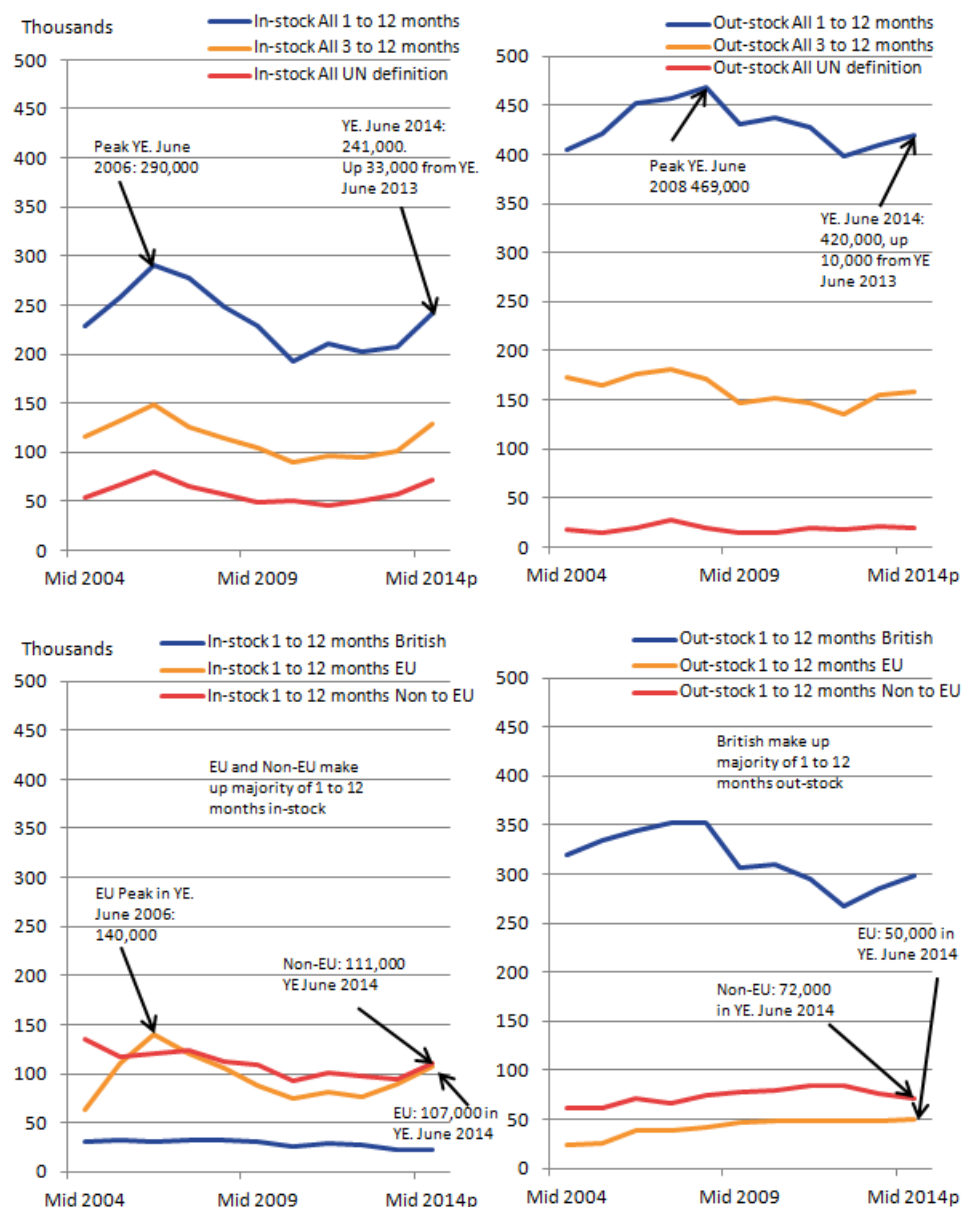 Thousands
In-stock All 1 to 12 months
In-stock All 3 to 12 months
In-stock All UN definition
500
450
400
350
300
250
200
150
100
50
0
Peak YE. June
2006: 290,000
YE. June 2014:
241,000.
Up 33,000 from YE.
June 2013
Mid 2004
Mid 2009
Mid 2014p
Out-stock All 1 to 12 months
Out-stock All 3 to 12 months
Out-stock All UN definition
500
450
400
350
300
250
200
150
100
50
0
Peak YE. June
2008 469,000
YE. June 2014:
420,000, up
10,000 from YE
June 2013
Mid 2004
Mid 2009
Mid 2014p
Thousands
In-stock 1 to 12 months British
In-stock 1 to 12 months EU
In-stock 1 to 12 months Non to EU
500
450
400
350
300
250
200
150
100
50
0
EU and Non-EU make
up majority of 1 to 12
months in-stock
EU Peak in YE.
June 2006:
140,000
Non-EU: 111,000
YE June 2014
EU: 107,000 in
YE. June 2014
Mid 2004
Mid 2009
Mid 2014p
Out-stock 1 to 12 months British
Out-stock 1 to 12 months EU
Out-stock 1 to 12 months Non to EU
500
450
400
350
300
250
200
150
100
50
0
British make up
majority of 1 to 12
months out-stock
EU: 50,000 in
YE. June 2014
Non-EU: 72,000
in YE. June 2014
Mid 2004
Mid 2009
Mid 2014p